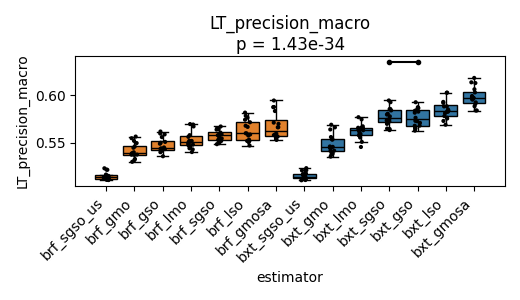 LT_precision_macro
p = 1.43e-34
LT_precision_macro
0.60
0.55
brf_sgso_us
brf_gmo
brf_gso
brf_lmo
brf_sgso
brf_lso
brf_gmosa
bxt_sgso_us
bxt_gmo
bxt_lmo
bxt_sgso
bxt_gso
bxt_lso
bxt_gmosa
estimator